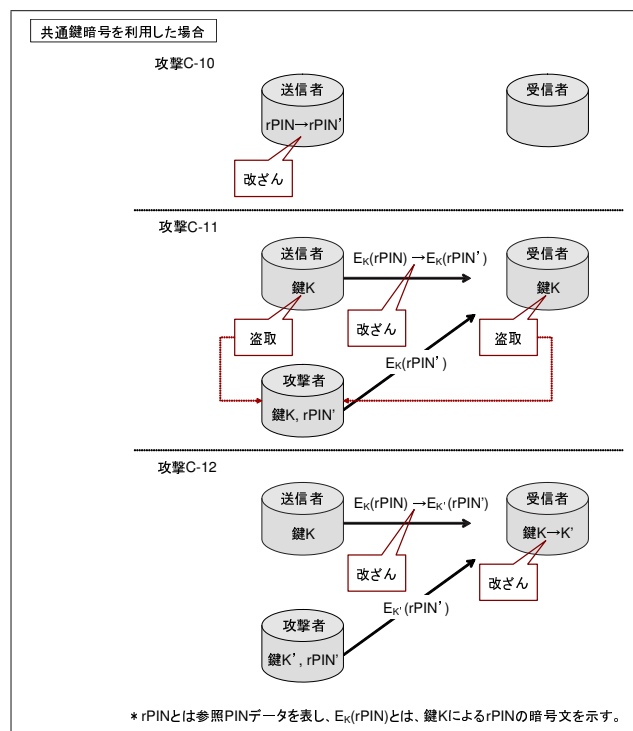 共通鍵暗号を利用した場合
攻撃C-10
送信者
rPIN→rPIN’
改ざん
受信者
攻撃C-11
送信者
鍵K
盗取
EK(rPIN) →EK(rPIN’)
改ざん
受信者
鍵K
盗取
EK(rPIN’)
攻撃者
鍵K, rPIN'
攻撃C-12
送信者
鍵K
EK(rPIN) →EK'(rPIN’)
改ざん
受信者
鍵K→K’
改ざん
EK'(rPIN’)
攻撃者
鍵K’, rPIN'
* rPINとは参照PINデータを表し、EK(rPIN)とは、鍵KによるrPINの暗号文を示す。